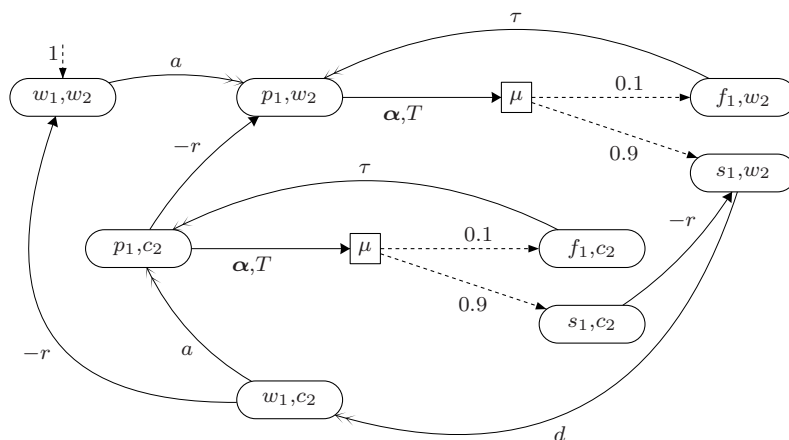 τ
1
a
w₁,w₂
p₁,w₂
α,T
μ
0.1
f₁,w₂
0.9
s₁,w₂
−r
τ
p₁,c₂
α,T
μ
0.1
f₁,c₂
−r
0.9
s₁,c₂
−r
a
w₁,c₂
d